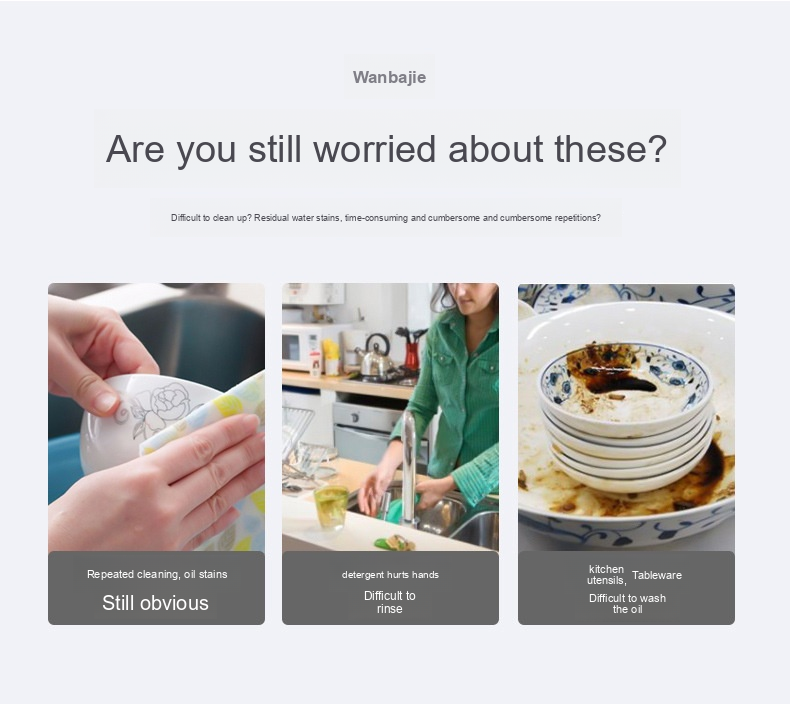 Wanbajie
Are you still worried about these?
Difficult to clean up? Residual water stains, time-consuming and cumbersome and cumbersome repetitions?
Repeated cleaning, oil stains
Still obvious
detergent hurts hands
Difficult to
rinse
kitchen
utensils, Tableware
Difficult to wash
the oil